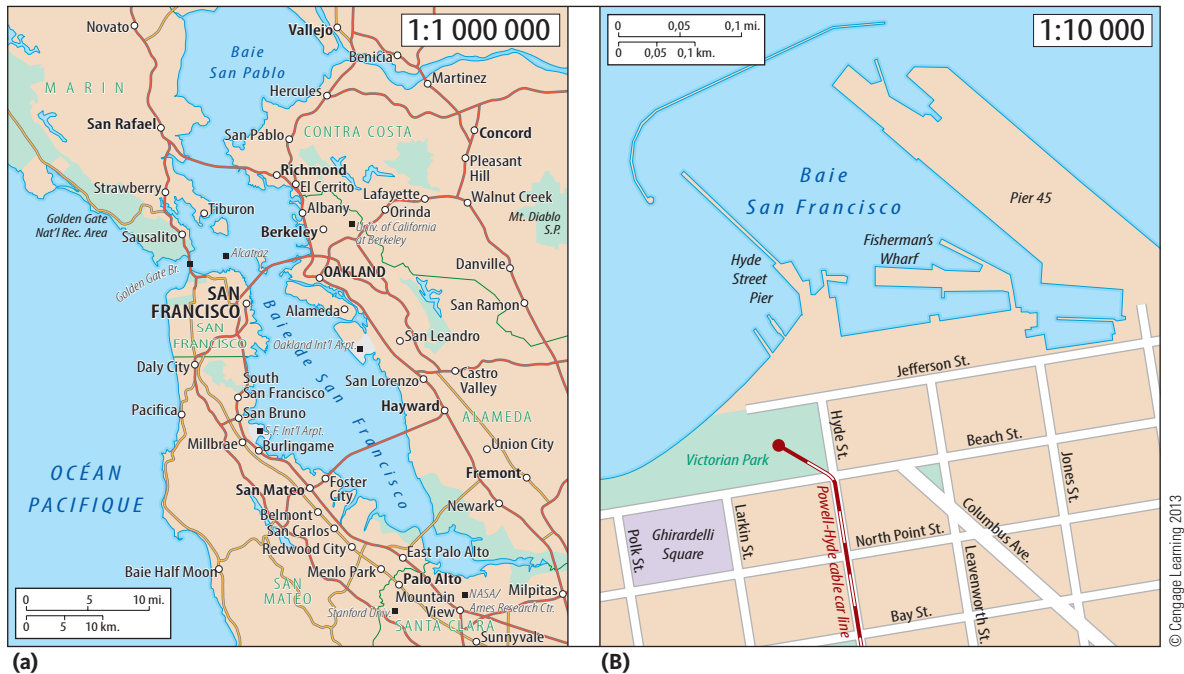 1:1 000 000
Novato
Vallejo
Baie
San Pablo
Benicia
Martinez
Hercules
MARIN
San Rafael
San Pablo
CONTRA COSTA
Concord
Pleasant
Hill
Richmond
El Cerrito
Strawberry
Lafayette
Walnut Creek
Tiburon
Albany
Orinda
Mt. Diablo
S.P.
Golden Gate
Nat'l Rec. Area
Sausalito
Berkeley
Univ. of California
at Berkeley
Alcatraz
Golden Gate Br.
OAKLAND
Danville
SAN
FRANCISCO
SAN
FRANCISCO
Baie de San Francisco
Alameda
San Ramon
Oakland Int'l Arpt.
San Leandro
Daly City
South
San Francisco
San Lorenzo
Castro
Valley
Pacifica
San Bruno
Hayward
ALAMEDA
S.F. Int'l Arpt.
Millbrae
Burlingame
Union City
OCÉAN
PACIFIQUE
San Mateo
Foster
City
Fremont
Belmont
Newark
San Carlos
Redwood City
East Palo Alto
Baie Half Moon
Menlo Park
SAN
MATEO
Palo Alto
Mountain
View
NASA/
Ames Research Ctr.
Milpitas
Stanford Univ.
SANTA CLARA
Sunnyvale
0 5 10 mi.
0 5 10 km.
(a)
0 0,05 0,1 mi.
0 0,05 0,1 km.
1:10 000
Baie
San Francisco
Pier 45
Hyde
Street
Pier
Fisherman's
Wharf
Jefferson St.
Hyde St.
Beach St.
Victorian Park
Jones St.
Powell–Hyde cable car line
Columbus Ave.
Polk St.
Ghirardelli
Square
Larkin St.
North Point St.
Leavenworth St.
Bay St.
(B)
© Cengage Learning 2013